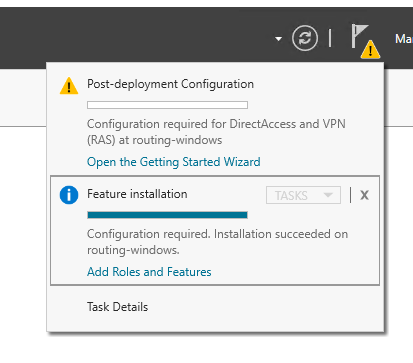 Ma
Post-deployment Configuration
Configuration required for DirectAccess and VPN
(RAS) at routing-windows
Open the Getting Started Wizard
Feature installation
TASKS
X
Configuration required. Installation succeeded on
routing-windows.
Add Roles and Features
Task Details